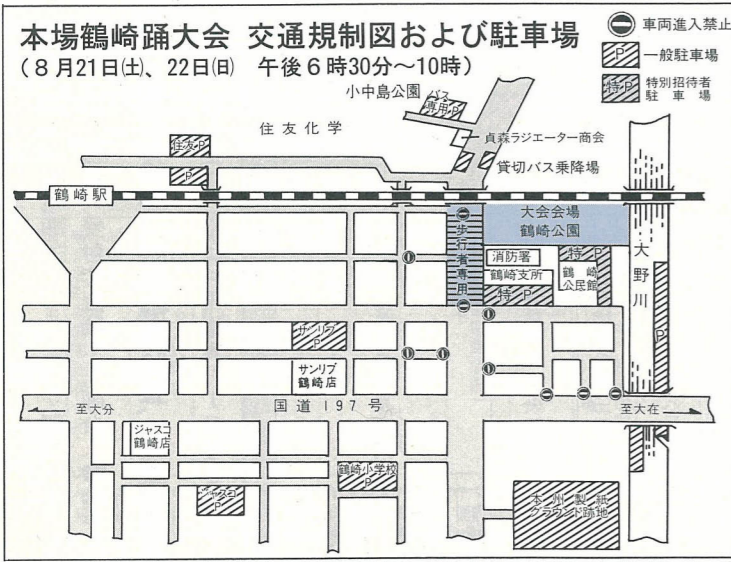 本場鶴崎踊大会 交通規制図および駐車場
(8月21日㈯、22日㈰ 午後6時30分〜10時)
車両進入禁止
P 一般駐車場
特P 特別招待者
駐車場
小中島公園
バス
専用P
住友化学
貞森ラジエーター商会
貸切バス乗降場
住友P
P
鶴崎駅
大会会場
鶴崎公園
歩行者専用
消防署
鶴崎支所
特P
特P
鶴崎
公民館
大野川
P
サンリブ
P
サンリブ
鶴崎店
国道197号
至大分
至大在
ジャスコ
鶴崎店
ジャスコ
P
鶴崎小学校
P
本州製紙
グラウンド跡地